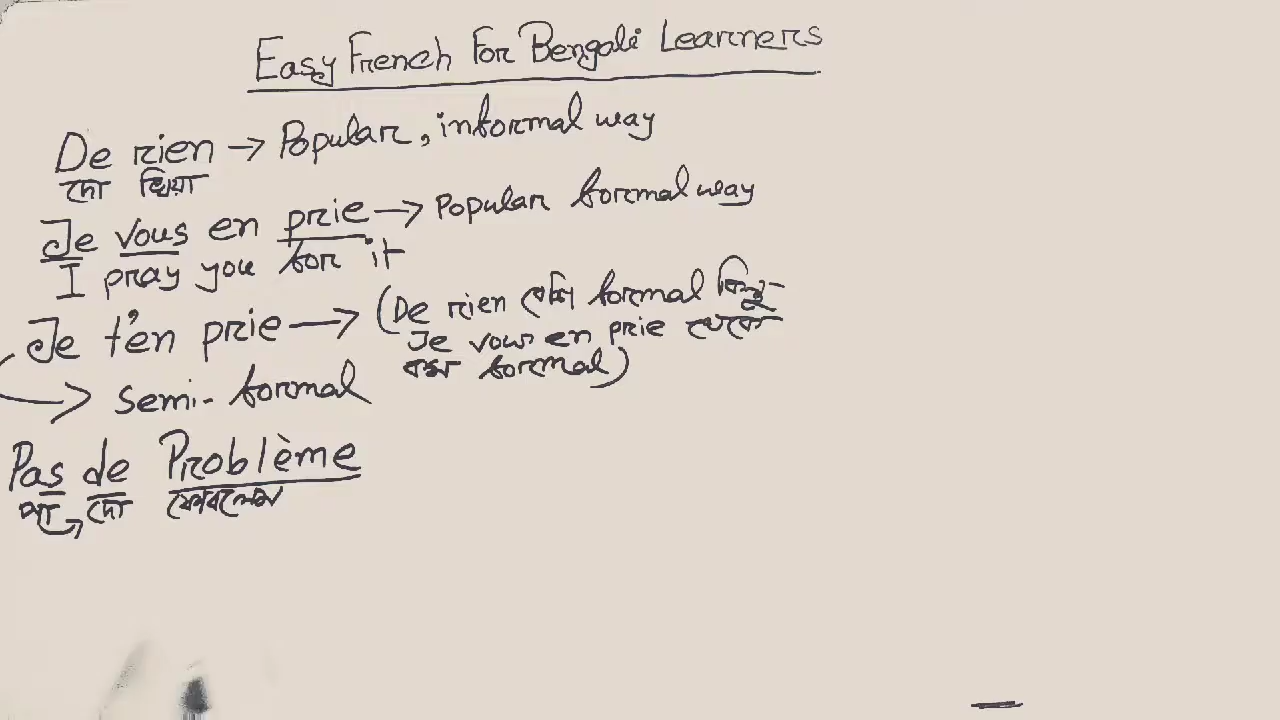 Easy French For Bengali Learners
De rien → Popular, informal way
দো খিয়া
Je vous en prie → Popular formal way
I pray you for it
Je t'en prie → (De rien বেশি formal কিন্তু
Je vous en prie থেকে
কম formal)
→ semi-formal
Pas de Problème
পা দো প্রোবলেম